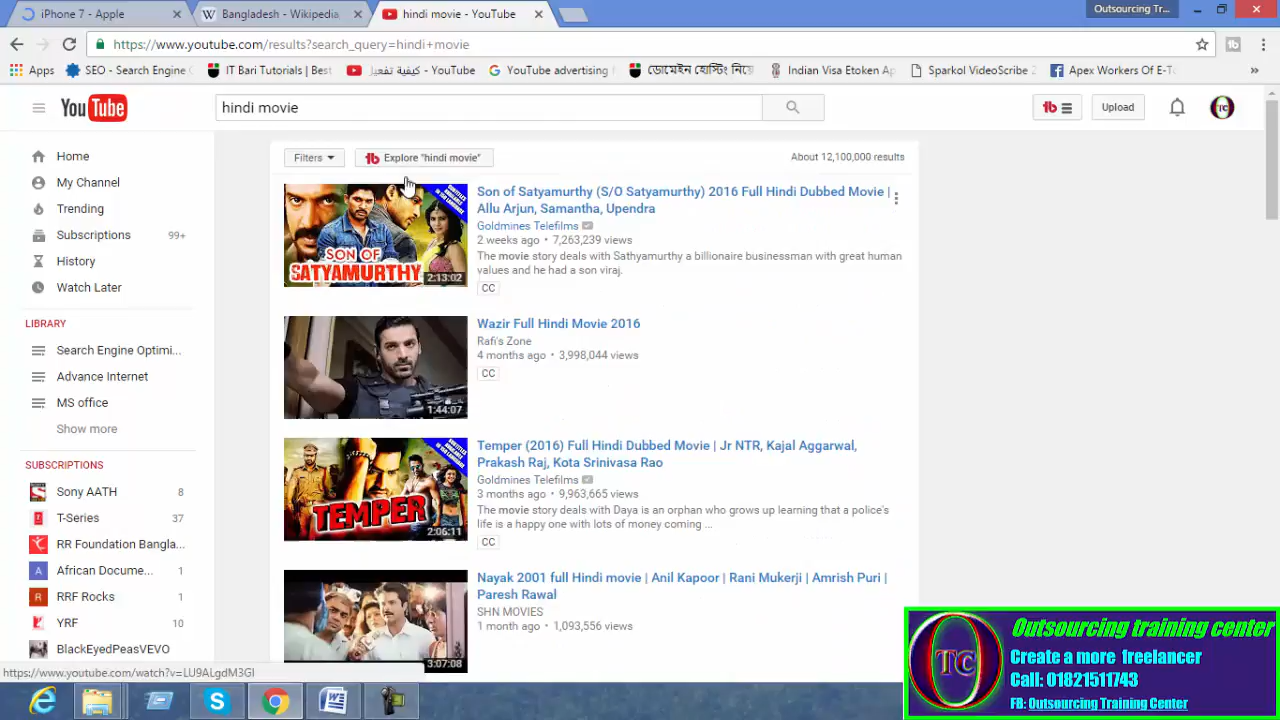 iPhone 7 - Apple
Bangladesh - Wikipedia,
hindi movie - YouTube
Outsourcing Tr...
https://www.youtube.com/results?search_query=hindi+movie
Apps
SEO - Search Engine
IT Bari Tutorials | Best
كيفية تفعيل - YouTube
YouTube advertising
ডোমেইন হোস্টিং নিয়ে
Indian Visa Etoken Ap
Sparkol VideoScribe 2
Apex Workers Of E-T
You Tube
hindi movie
Upload
Home
My Channel
Trending
Subscriptions 99+
History
Watch Later
LIBRARY
Search Engine Optimi...
Advance Internet
MS office
Show more
SUBSCRIPTIONS
Sony AATH 8
T-Series 37
RR Foundation Bangla...
African Docume... 1
RRF Rocks 1
YRF 10
BlackEyedPeasVEVO
Filters
Explore "hindi movie"
About 12,100,000 results
SON OF
SATYAMURTHY
2:13:02
Son of Satyamurthy (S/O Satyamurthy) 2016 Full Hindi Dubbed Movie |
Allu Arjun, Samantha, Upendra
Goldmines Telefilms
2 weeks ago • 7,263,239 views
The movie story deals with Sathyamurthy a billionaire businessman with great human
values and he had a son viraj.
CC
1:44:07
Wazir Full Hindi Movie 2016
Rafi's Zone
4 months ago • 3,998,044 views
CC
TEMPER
2:06:11
Temper (2016) Full Hindi Dubbed Movie | Jr NTR, Kajal Aggarwal,
Prakash Raj, Kota Srinivasa Rao
Goldmines Telefilms
3 months ago • 9,963,665 views
The movie story deals with Daya is an orphan who grows up learning that a police's
life is a happy one with lots of money coming ...
CC
3:07:08
Nayak 2001 full Hindi movie | Anil Kapoor | Rani Mukerji | Amrish Puri |
Paresh Rawal
SHN MOVIES
1 month ago • 1,093,556 views
https://www.youtube.com/watch?v=LU9ALgdM3GI
OTC
Outsourcing training center
Create a more freelancer
Call: 01821511743
FB: Outsourcing Training Center